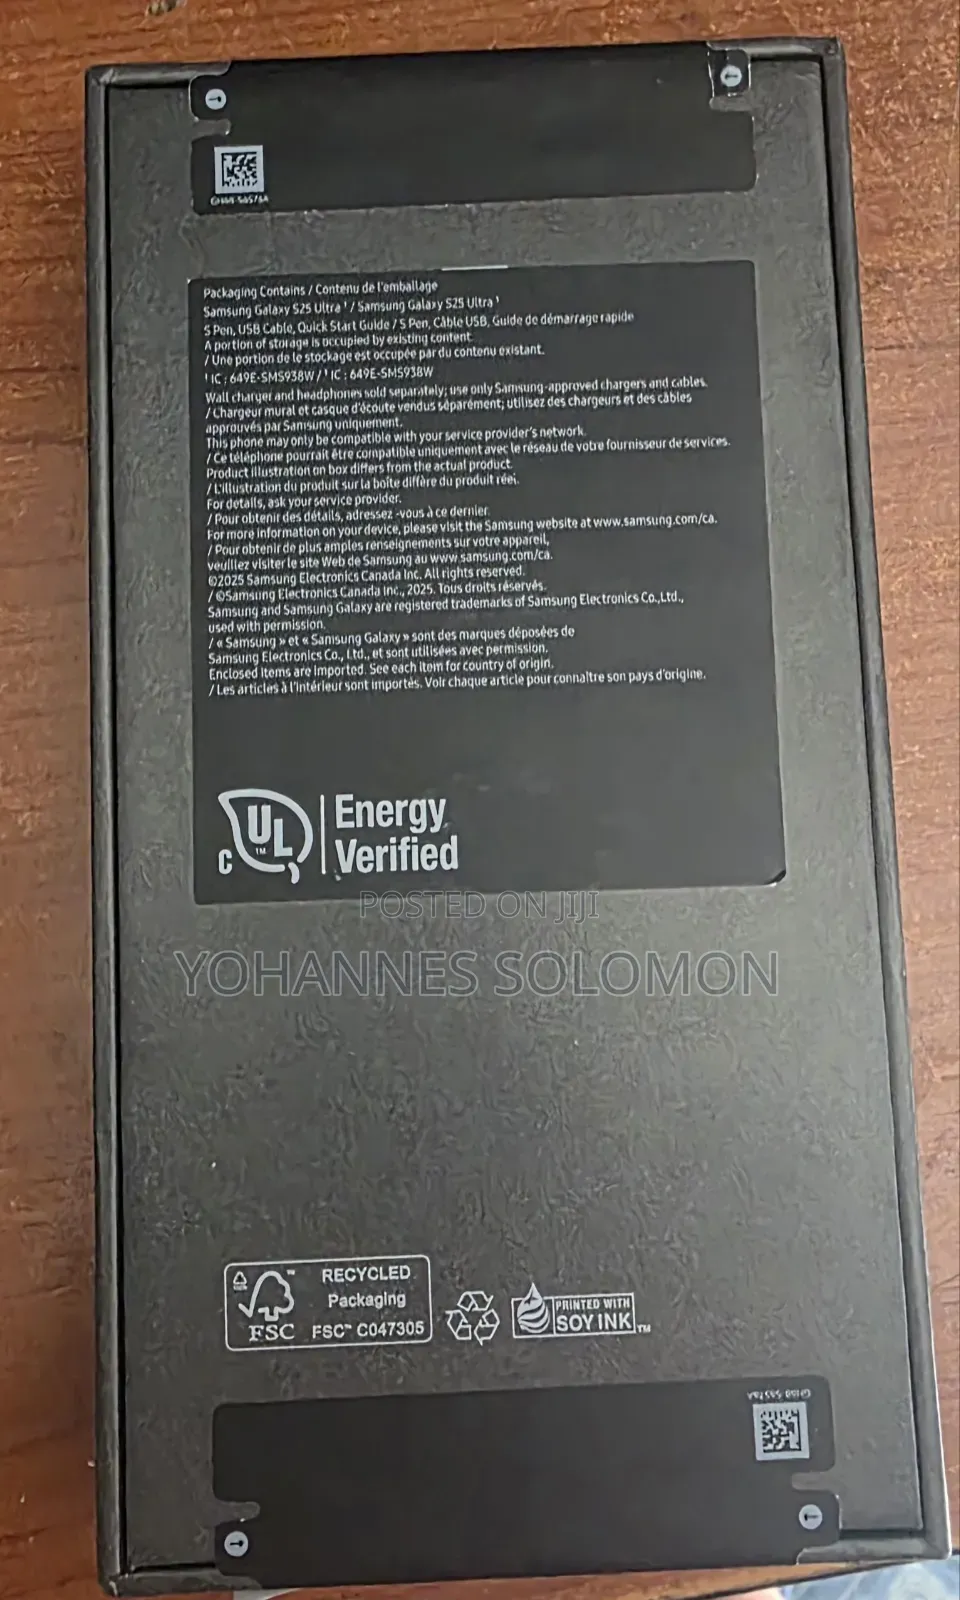 Packaging Contains / Contenu de l'emballage
Samsung Galaxy S25 Ultra ¹ / Samsung Galaxy S25 Ultra ¹
S Pen, USB Cable, Quick Start Guide / S Pen, Câble USB, Guide de démarrage rapide
A portion of storage is occupied by existing content.
/ Une portion de le stockage est occupée par du contenu existant.
¹ IC : 649E-SMS938W / ¹ IC : 649E-SMS938W
Wall charger and headphones sold separately; use only Samsung-approved chargers and cables.
/ Chargeur mural et casque d'écoute vendus séparément; utilisez des chargeurs et des câbles
approuvés par Samsung uniquement.
This phone may only be compatible with your service provider's network.
/ Ce téléphone pourrait être compatible uniquement avec le réseau de votre fournisseur de services.
Product illustration on box differs from the actual product.
/ L'illustration du produit sur la boîte diffère du produit réel.
For details, ask your service provider.
/ Pour obtenir des détails, adressez -vous à ce dernier.
For more information on your device, please visit the Samsung website at www.samsung.com/ca.
/ Pour obtenir de plus amples renseignements sur votre appareil,
veuillez visiter le site Web de Samsung au www.samsung.com/ca.
©2025 Samsung Electronics Canada Inc. All rights reserved.
/ ©Samsung Electronics Canada Inc., 2025. Tous droits réservés.
Samsung and Samsung Galaxy are registered trademarks of Samsung Electronics Co.,Ltd.,
used with permission.
/ « Samsung » et « Samsung Galaxy » sont des marques déposées de
Samsung Electronics Co., Ltd., et sont utilisées avec permission.
Enclosed items are imported. See each item for country of origin.
/ Les articles à l'intérieur sont importés. Voir chaque article pour connaître son pays d'origine.
C UL ™ Energy
Verified
POSTED ON JIJI
YOHANNES SOLOMON
RECYCLED
Packaging
FSC FSC™ C047305
PRINTED WITH
SOY INK™